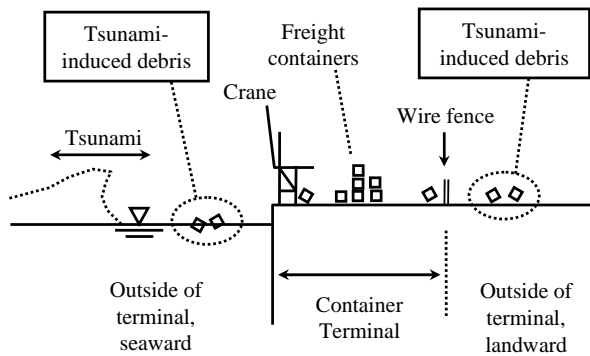 Tsunami-
induced debris
Freight
containers
Tsunami-
induced debris
Crane
Wire fence
Tsunami
Outside of
terminal,
seaward
Container
Terminal
Outside of
terminal,
landward